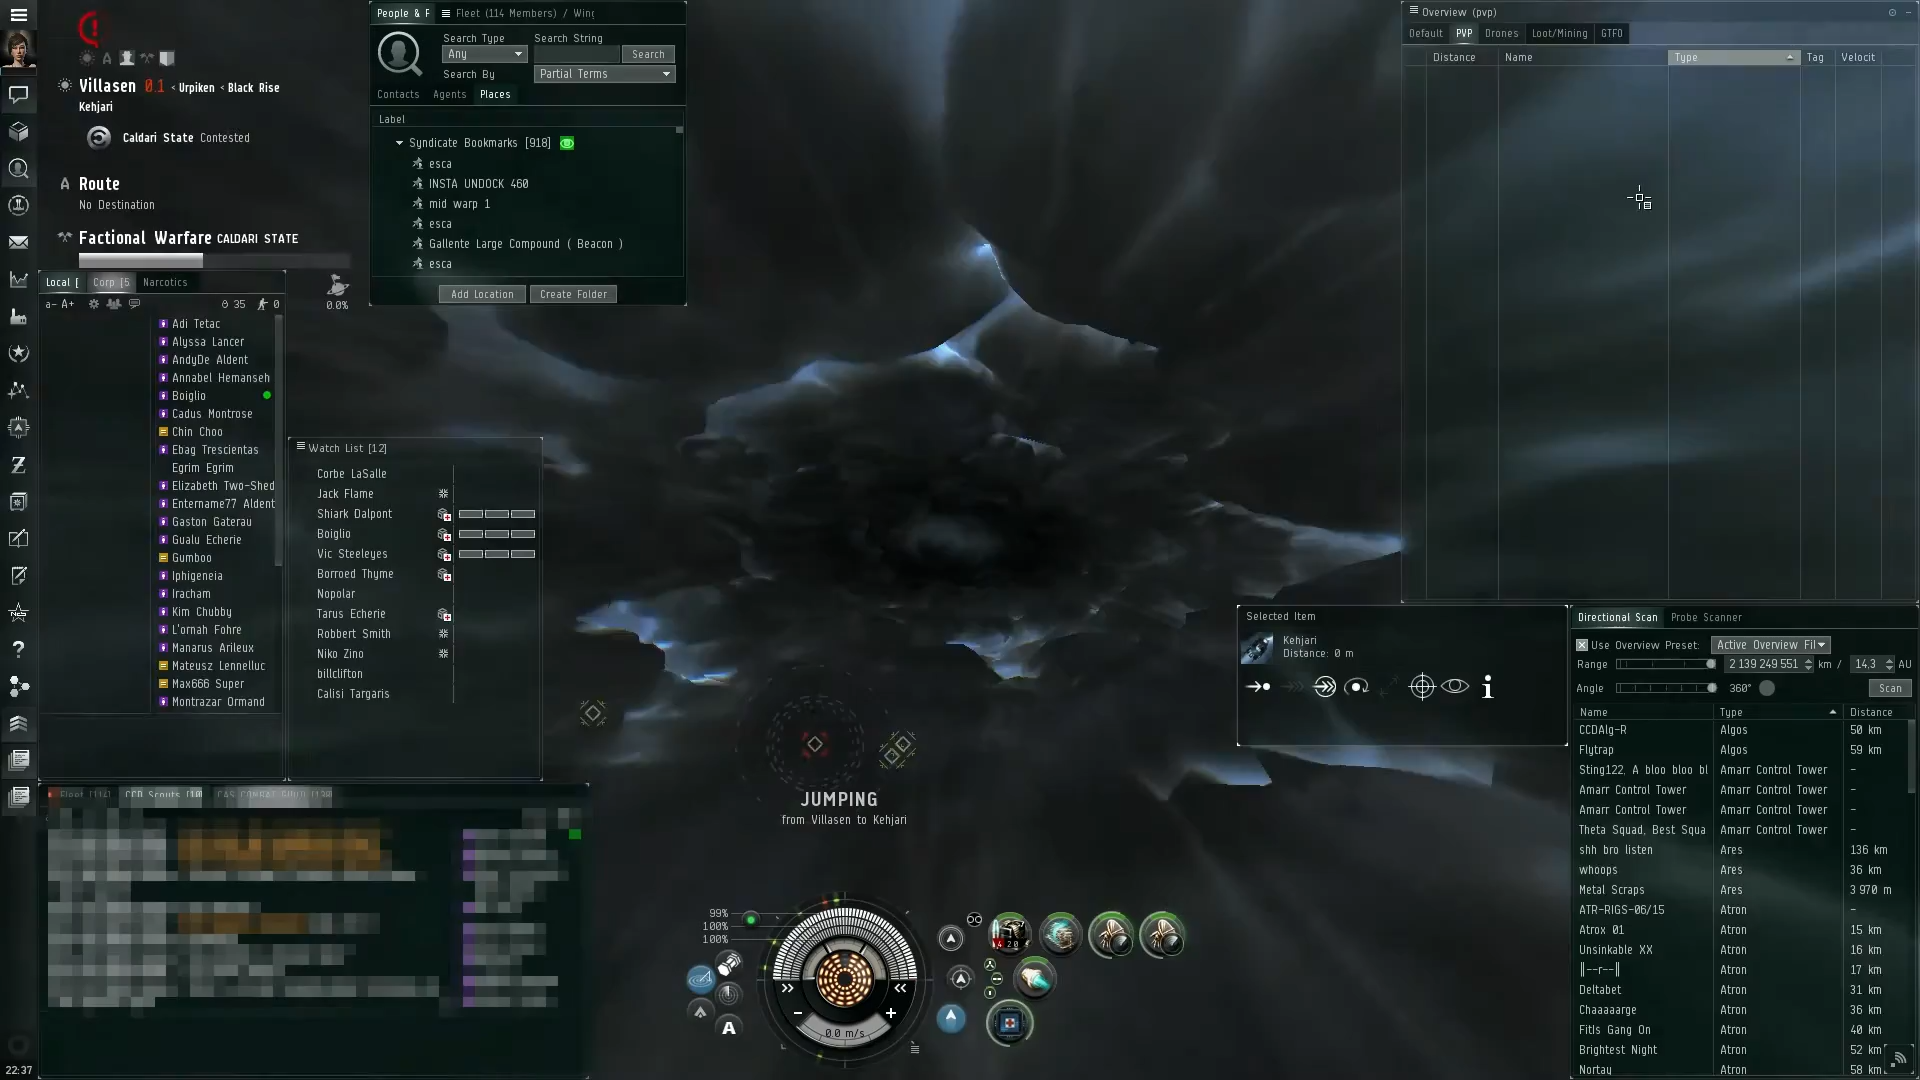 Villasen 0.1 < Urpiken < Black Rise
Kehjari
Caldari State Contested
Route
No Destination
Factional Warfare CALDARI STATE
Local [
Corp [5
Narcotics
a- A+
35
0
0.0%
Adi Tetac
Alyssa Lancer
AndyDe Aldent
Annabel Hemanseh
Boiglio
Cadus Montrose
Chin Choo
Ebag Trescientas
Egrim Egrim
Elizabeth Two-Shed
Entername77 Aldent
Gaston Gaterau
Gualu Echerie
Gumboo
Iphigeneia
Iracham
Kim Chubby
L'ornah Fohre
Manarus Arileux
Mateusz Lennelluc
Max666 Super
Montrazar Ormand
People & F
Fleet (114 Members) / Wing
Search Type
Search String
Any
Search
Search By
Partial Terms
Contacts
Agents
Places
Label
Syndicate Bookmarks [918]
esca
INSTA UNDOCK 460
mid warp 1
esca
Gallente Large Compound ( Beacon )
esca
Add Location
Create Folder
Watch List [12]
Corbe LaSalle
Jack Flame
Shiark Dalpont
Boiglio
Vic Steeleyes
Borroed Thyme
Nopolar
Tarus Echerie
Robbert Smith
Niko Zino
billclifton
Calisi Targaris
Fleet [114]
CCD Scouts [10
JUMPING
from Villasen to Kehjari
99%
100%
100%
0.0 m/s
A
Overview (pvp)
Default
PVP
Drones
Loot/Mining
GTFO
Distance
Name
Type
Tag
Velocit
Selected Item
Kehjari
Distance: 0 m
Directional Scan
Probe Scanner
Use Overview Preset:
Active Overview Fil
Range
2 139 249 551 km / 14,3 AU
Angle
360°
Scan
Name Type Distance
CCDAlg-R Algos 50 km
Flytrap Algos 59 km
Sting122, A bloo bloo bl Amarr Control Tower -
Amarr Control Tower Amarr Control Tower -
Amarr Control Tower Amarr Control Tower -
Theta Squad, Best Squa Amarr Control Tower -
shh bro listen Ares 136 km
whoops Ares 36 km
Metal Scraps Ares 3 970 m
ATR-RIGS-06/15 Atron -
Atrox 01 Atron 15 km
Unsinkable XX Atron 16 km
║--r--║ Atron 17 km
Deltabet Atron 31 km
Chaaaaarge Atron 36 km
Fitls Gang On Atron 40 km
Brightest Night Atron 52 km
Nortay Atron 58 km
22:37